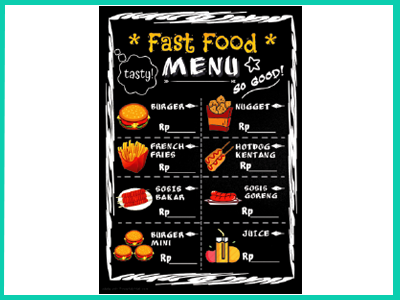 * Fast Food *
tasty!
MENU
SO GOOD!
BURGER
Rp
NUGGET
Rp
FRENCH
FRIES
Rp
HOTDOG
KENTANG
Rp
SOSIS
BAKAR
Rp
SOSIS
GORENG
Rp
BURGER
MINI
Rp
JUICE
Rp